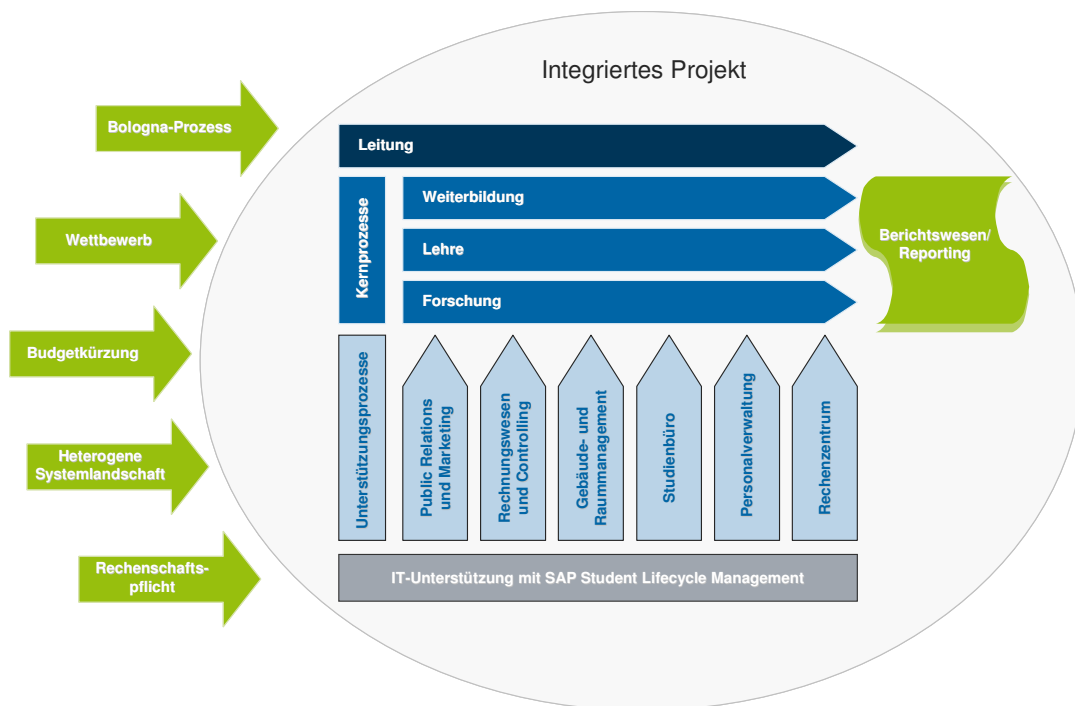 Integriertes Projekt
Bologna-Prozess
Wettbewerb
Budgetkürzung
Heterogene
Systemlandschaft
Rechenschafts-
pflicht
Leitung
Kernprozesse
Weiterbildung
Lehre
Forschung
Berichtswesen/
Reporting
Unterstützungsprozesse
Public Relations
und Marketing
Rechnungswesen
und Controlling
Gebäude- und
Raummanagement
Studienbüro
Personalverwaltung
Rechenzentrum
IT-Unterstützung mit SAP Student Lifecycle Management